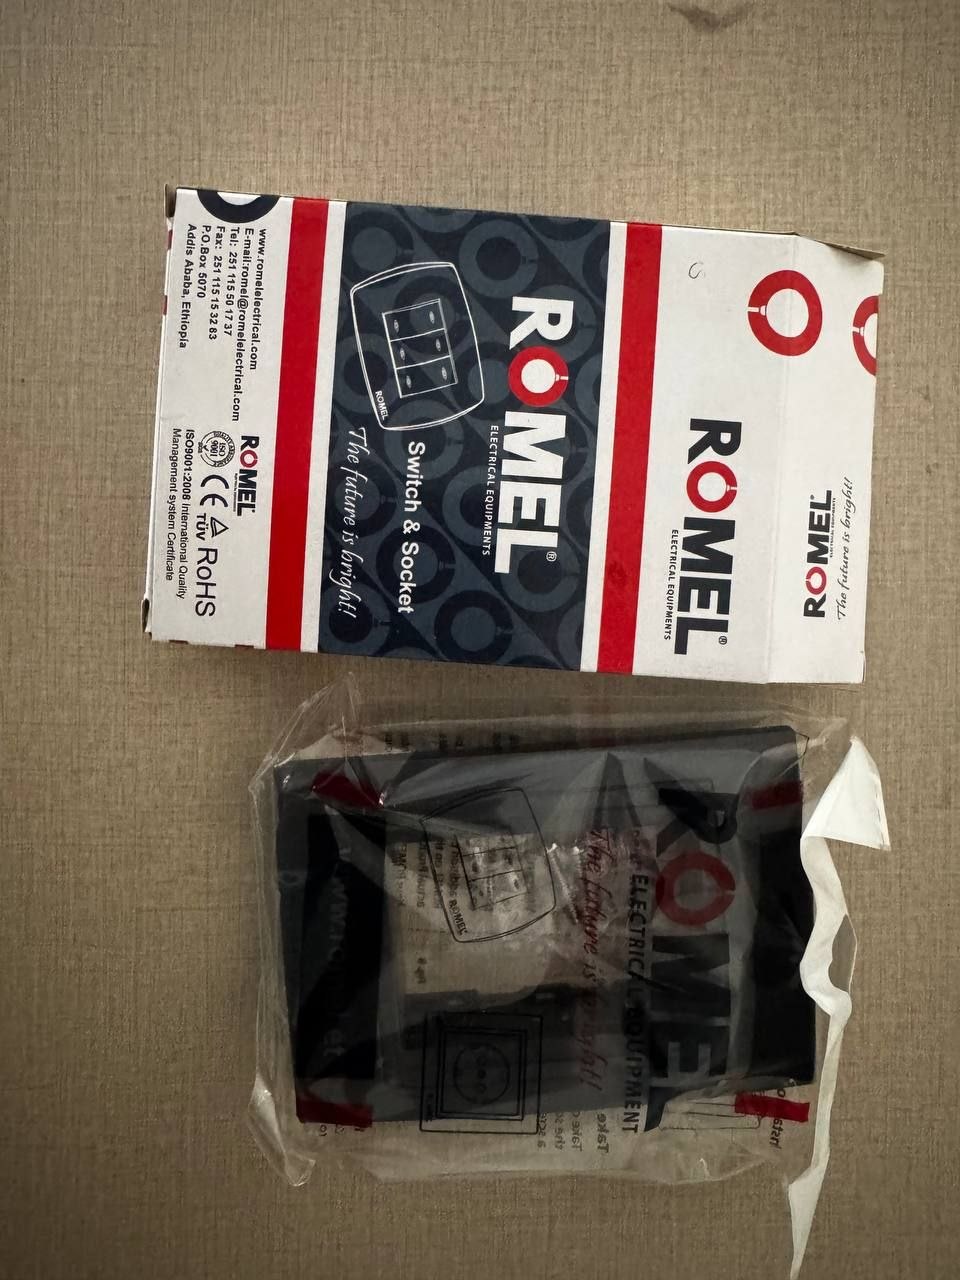 The future is bright!
ROMEL
ROMEL®
ELECTRICAL EQUIPMENTS
ROMEL®
ELECTRICAL EQUIPMENTS
Switch & Socket
The future is bright!
ROMEL
www.romelelectrical.com
E-mail:romel@romelelectrical.com
Tel: 251 115 50 17 37
Fax: 251 115 15 32 83
P.O.Box 5070
Addis Ababa, Ethiopia
ROMEL
ISO
9001
CE TÜV RoHS
ISO9001:2008 International Quality
Management system Certificate
ROMEL
ELECTRICAL EQUIPMENT
The future is bright!
ROMEL